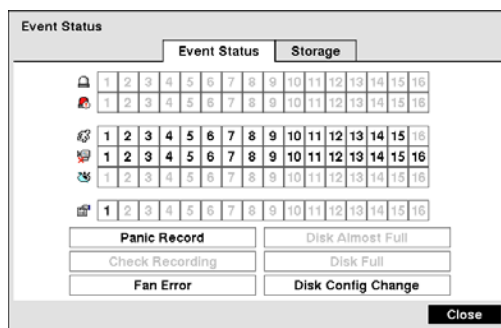 Event Status
Event Status Storage
1 2 3 4 5 6 7 8 9 10 11 12 13 14 15 16
1 2 3 4 5 6 7 8 9 10 11 12 13 14 15 16
1 2 3 4 5 6 7 8 9 10 11 12 13 14 15 16
1 2 3 4 5 6 7 8 9 10 11 12 13 14 15 16
1 2 3 4 5 6 7 8 9 10 11 12 13 14 15 16
1 2 3 4 5 6 7 8 9 10 11 12 13 14 15 16
Panic Record Disk Almost Full
Check Recording Disk Full
Fan Error Disk Config Change
Close